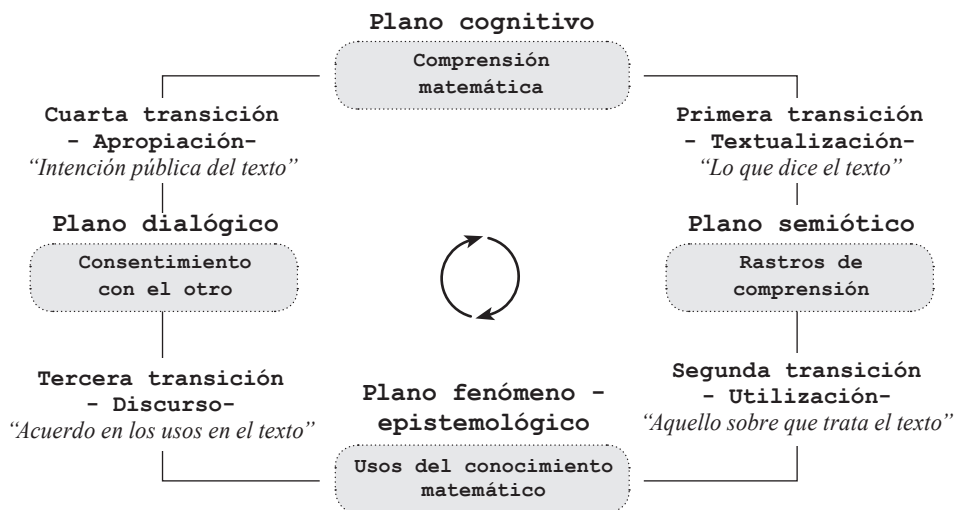 Plano cognitivo
Comprensión
matemática
Cuarta transición
- Apropiación-
“Intención pública del texto”
Primera transición
- Textualización-
“Lo que dice el texto”
Plano dialógico
Consentimiento
con el otro
Plano semiótico
Rastros de
comprensión
Tercera transición
- Discurso-
“Acuerdo en los usos en el texto”
Plano fenómeno -
epistemológico
Usos del conocimiento
matemático
Segunda transición
- Utilización-
“Aquello sobre que trata el texto”